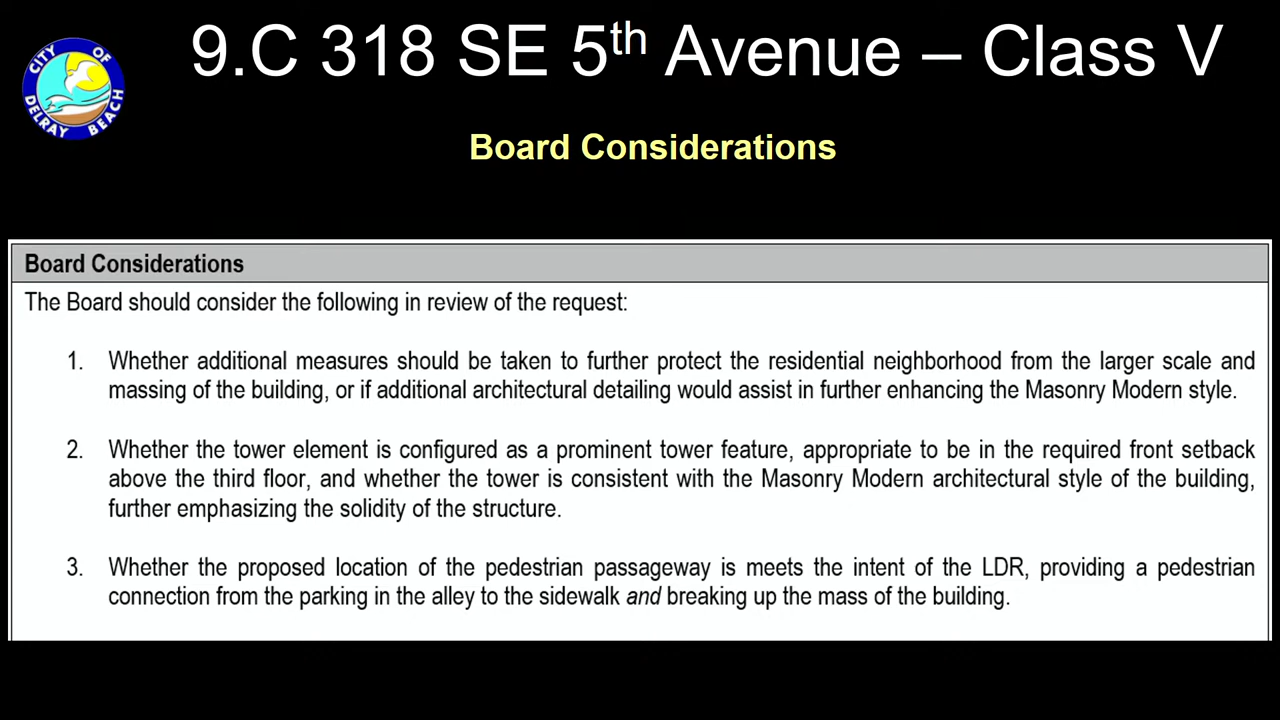 CITY OF
DELRAY BEACH
9.C 318 SE 5th Avenue – Class V
Board Considerations
Board Considerations
The Board should consider the following in review of the request:
1. Whether additional measures should be taken to further protect the residential neighborhood from the larger scale and
massing of the building, or if additional architectural detailing would assist in further enhancing the Masonry Modern style.
2. Whether the tower element is configured as a prominent tower feature, appropriate to be in the required front setback
above the third floor, and whether the tower is consistent with the Masonry Modern architectural style of the building,
further emphasizing the solidity of the structure.
3. Whether the proposed location of the pedestrian passageway is meets the intent of the LDR, providing a pedestrian
connection from the parking in the alley to the sidewalk and breaking up the mass of the building.